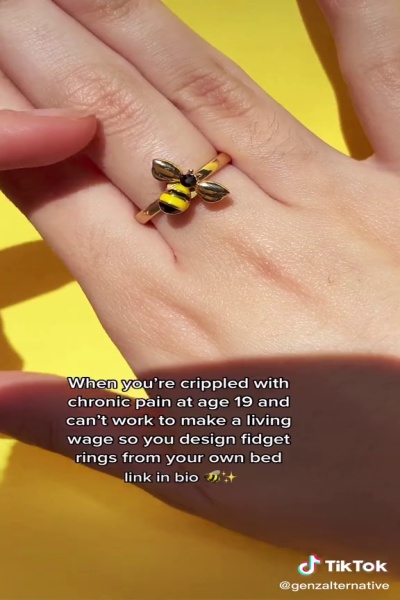 When you're crippled with
chronic pain at age 19 and
can't work to make a living
wage so you design fidget
rings from your own bed
link in bio 🐝✨
TikTok
@genzalternative